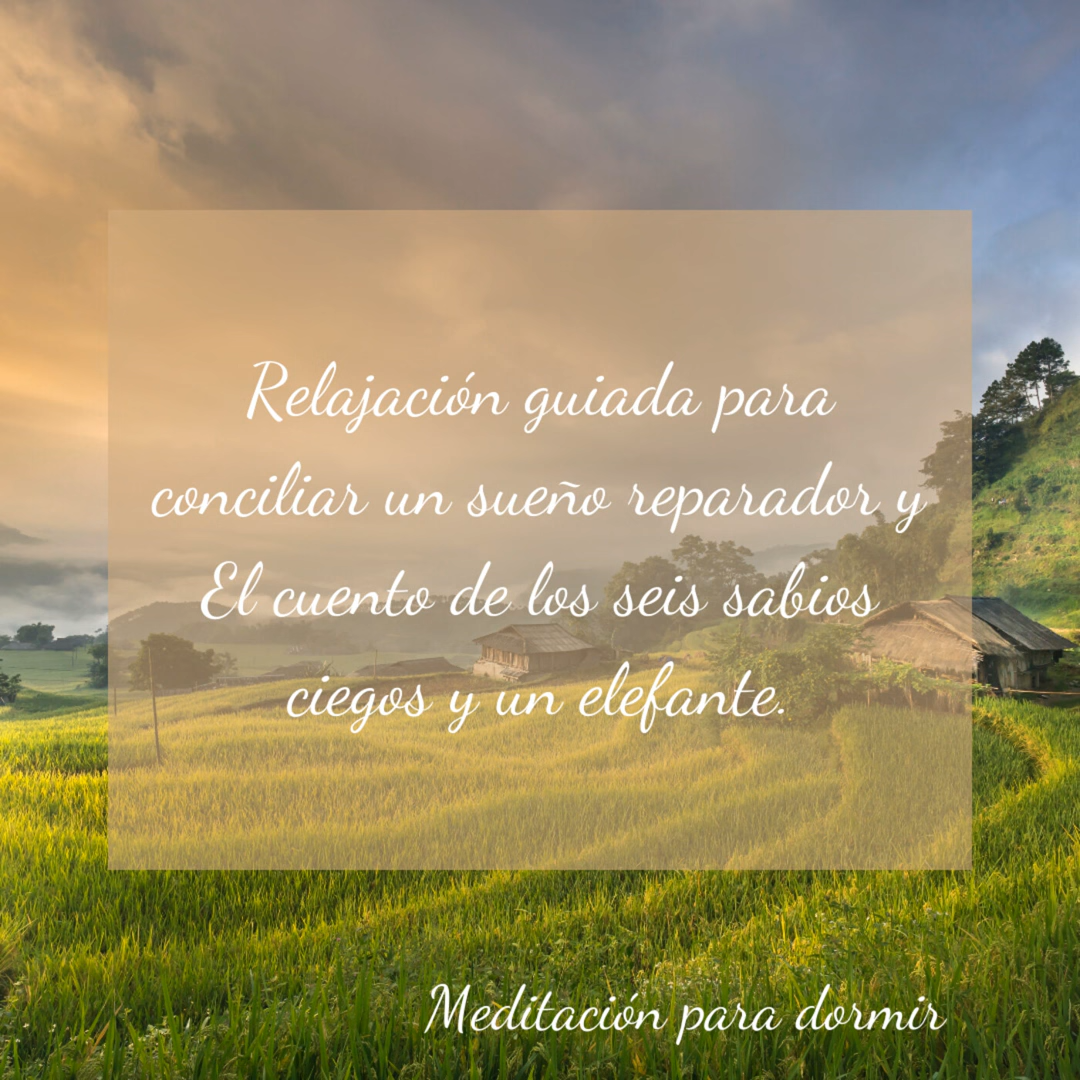 Relajación guiada para
conciliar un sueño reparador y
El cuento de los seis sabios
ciegos y un elefante.
Meditación para dormir